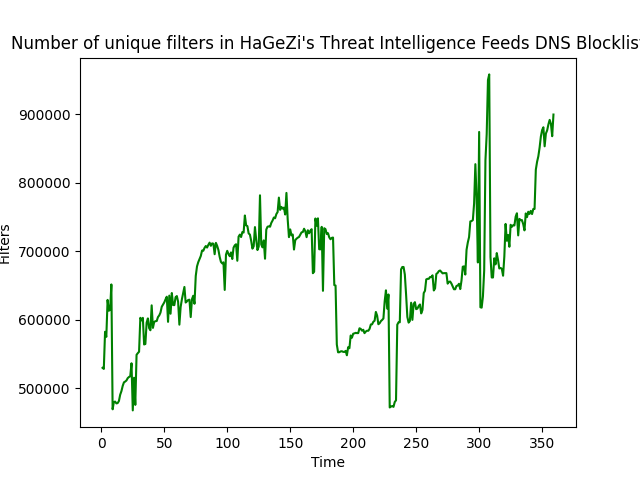 Number of unique filters in HaGeZi's Threat Intelligence Feeds DNS Blocklist
Filters
900000
800000
700000
600000
500000
0 50 100 150 200 250 300 350
Time